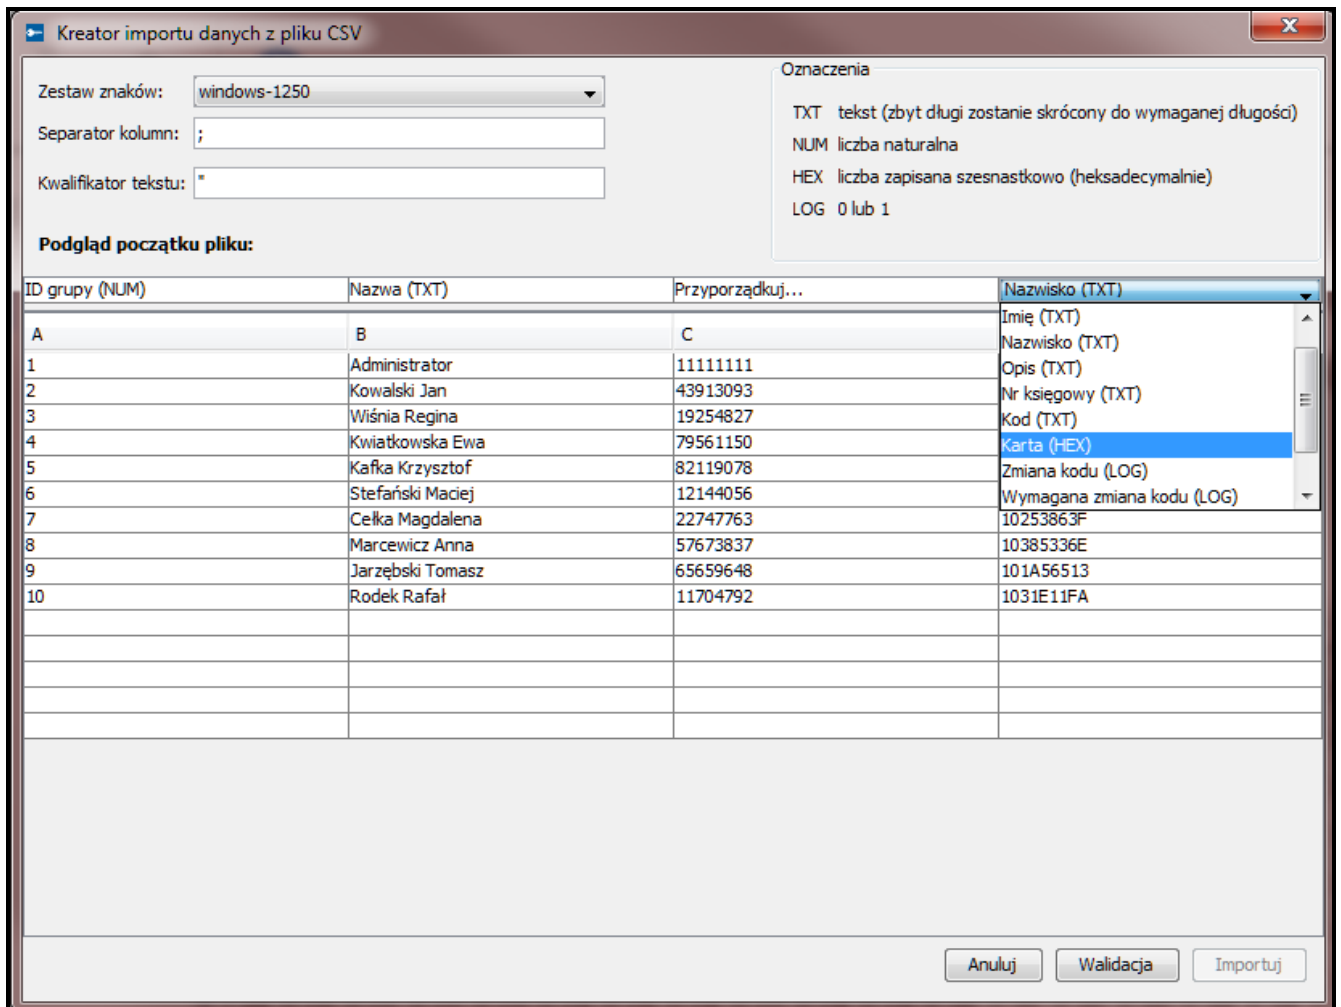 Kreator importu danych z pliku CSV
Zestaw znaków: windows-1250
Separator kolumn: ;
Kwalifikator tekstu: "
Oznaczenia
TXT tekst (zbyt długi zostanie skrócony do wymaganej długości)
NUM liczba naturalna
HEX liczba zapisana szesnastkowo (heksadecymalnie)
LOG 0 lub 1
Podgląd początku pliku:
ID grupy (NUM) Nazwa (TXT) Przyporządkuj... Nazwisko (TXT)
Imię (TXT)
Nazwisko (TXT)
Opis (TXT)
Nr księgowy (TXT)
Kod (TXT)
Karta (HEX)
Zmiana kodu (LOG)
Wymagana zmiana kodu (LOG)
A B C
1 Administrator 11111111
2 Kowalski Jan 43913093
3 Wiśnia Regina 19254827
4 Kwiatkowska Ewa 79561150
5 Kafka Krzysztof 82119078
6 Stefański Maciej 12144056
7 Cełka Magdalena 22747763 10253863F
8 Marcewicz Anna 57673837 10385336E
9 Jarzębski Tomasz 65659648 101A56513
10 Rodek Rafał 11704792 1031E11FA
Anuluj Walidacja Importuj